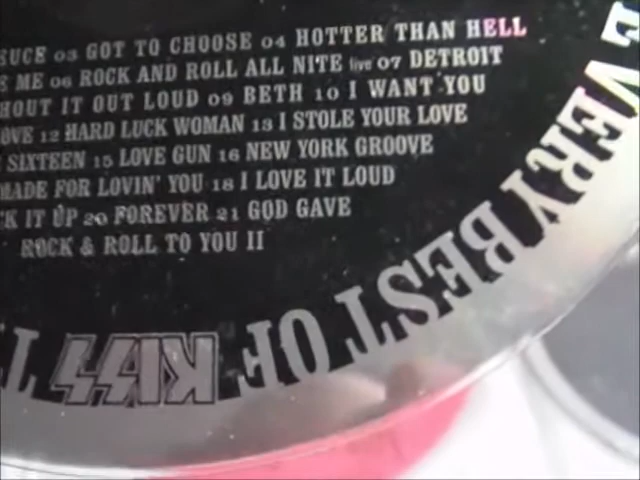 EUCE 03 GOT TO CHOOSE 04 HOTTER THAN HELL
E ME 06 ROCK AND ROLL ALL NITE live 07 DETROIT
HOUT IT OUT LOUD 09 BETH 10 I WANT YOU
OVE 12 HARD LUCK WOMAN 13 I STOLE YOUR LOVE
SIXTEEN 15 LOVE GUN 16 NEW YORK GROOVE
MADE FOR LOVIN' YOU 18 I LOVE IT LOUD
CK IT UP 20 FOREVER 21 GOD GAVE
ROCK & ROLL TO YOU II
E VERY BEST OF KISS T